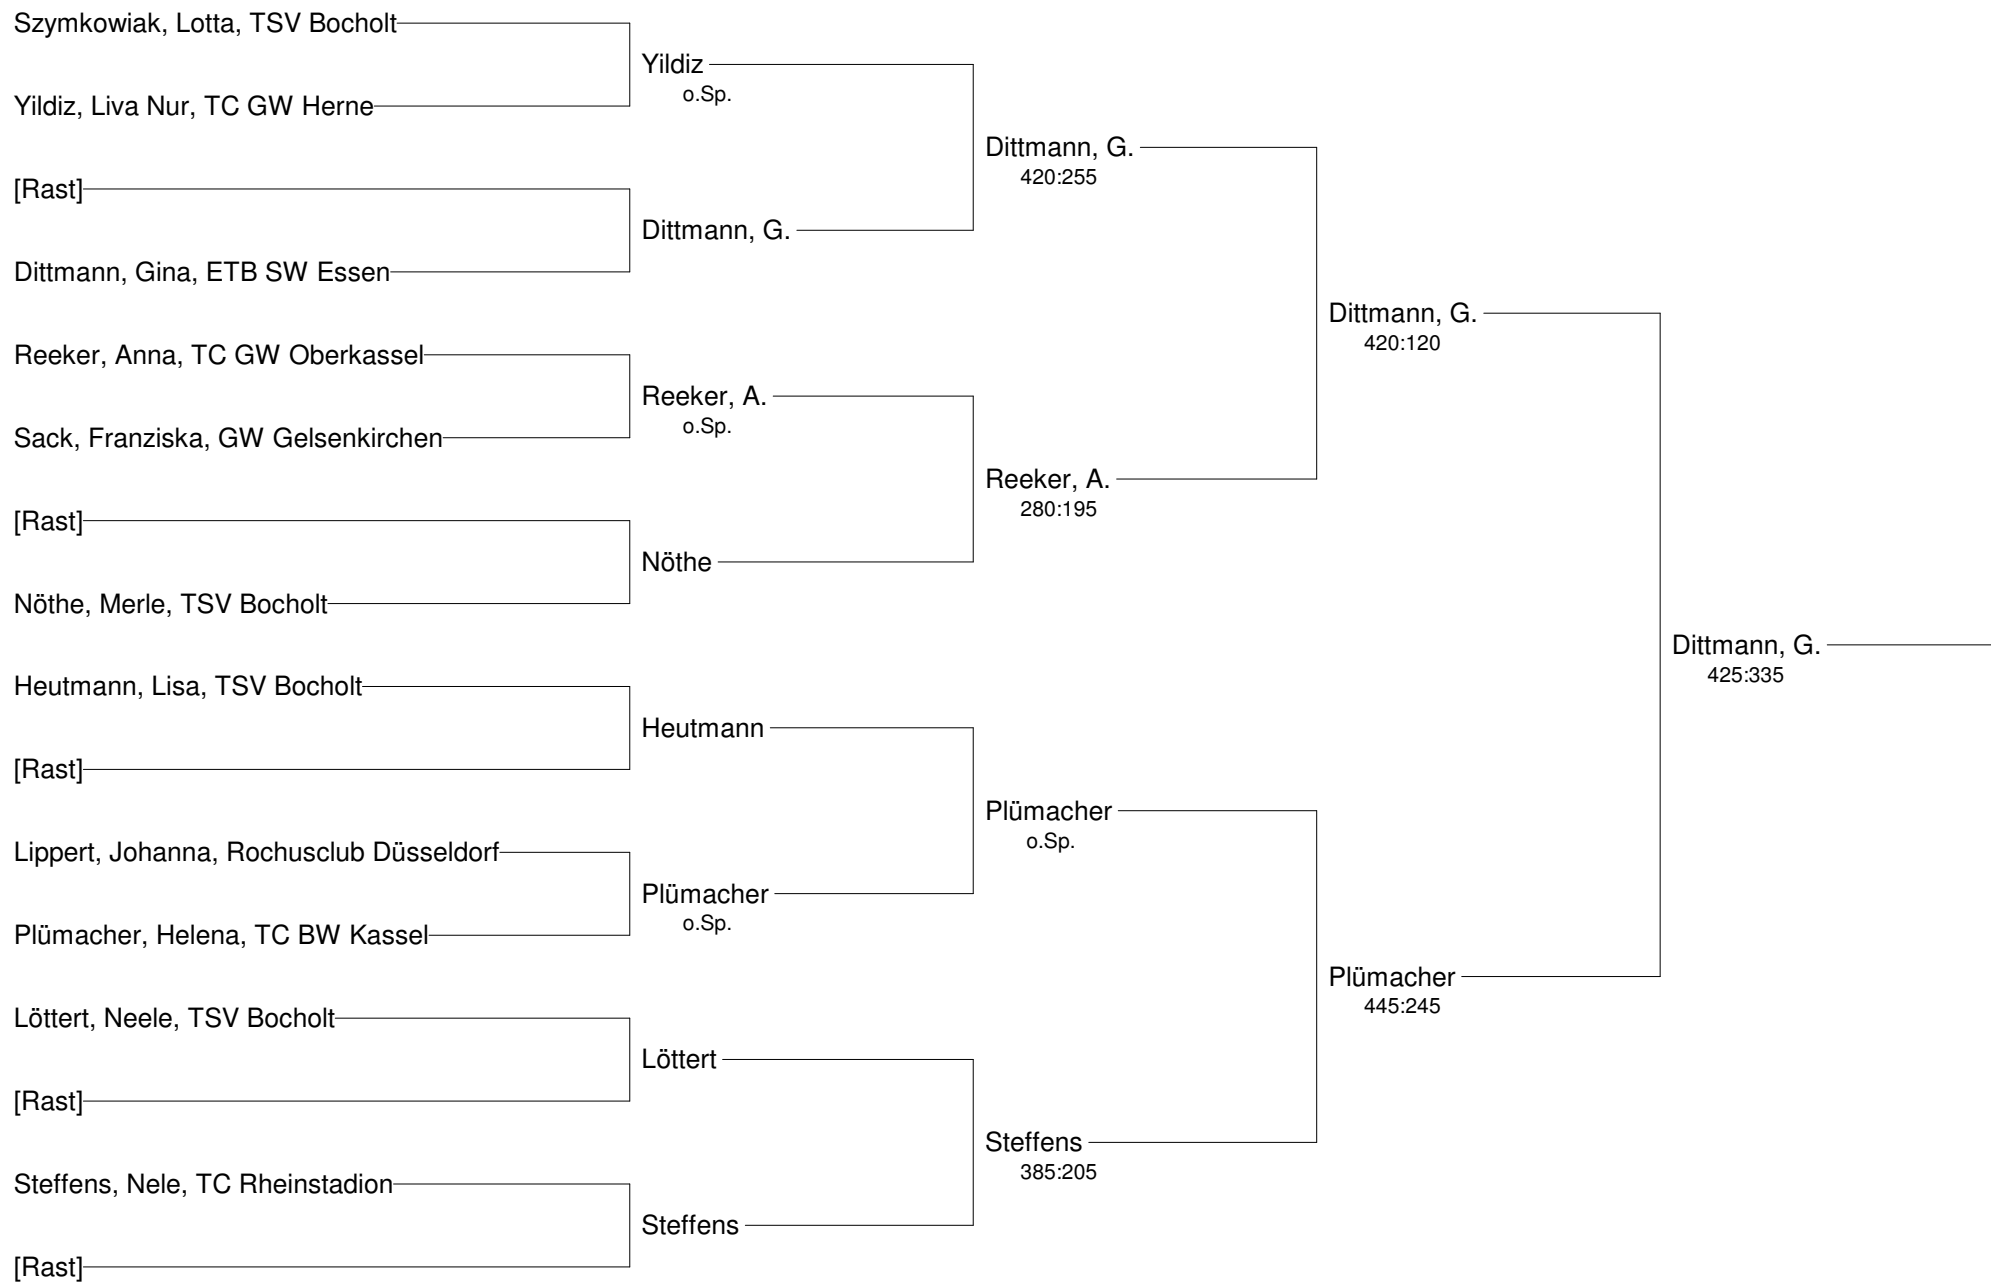 Szymkowiak, Lotta, TSV Bocholt
Yildiz, Liva Nur, TC GW Herne
[Rast]
Dittmann, Gina, ETB SW Essen
Reeker, Anna, TC GW Oberkassel
Sack, Franziska, GW Gelsenkirchen
[Rast]
Nöthe, Merle, TSV Bocholt
Heutmann, Lisa, TSV Bocholt
[Rast]
Lippert, Johanna, Rochusclub Düsseldorf
Plümacher, Helena, TC BW Kassel
Löttert, Neele, TSV Bocholt
[Rast]
Steffens, Nele, TC Rheinstadion
[Rast]
Yildiz
o.Sp.
Dittmann, G.
Reeker, A.
o.Sp.
Nöthe
Heutmann
Plümacher
o.Sp.
Löttert
Steffens
Dittmann, G.
420:255
Reeker, A.
280:195
Plümacher
o.Sp.
Steffens
385:205
Dittmann, G.
420:120
Plümacher
445:245
Dittmann, G.
425:335